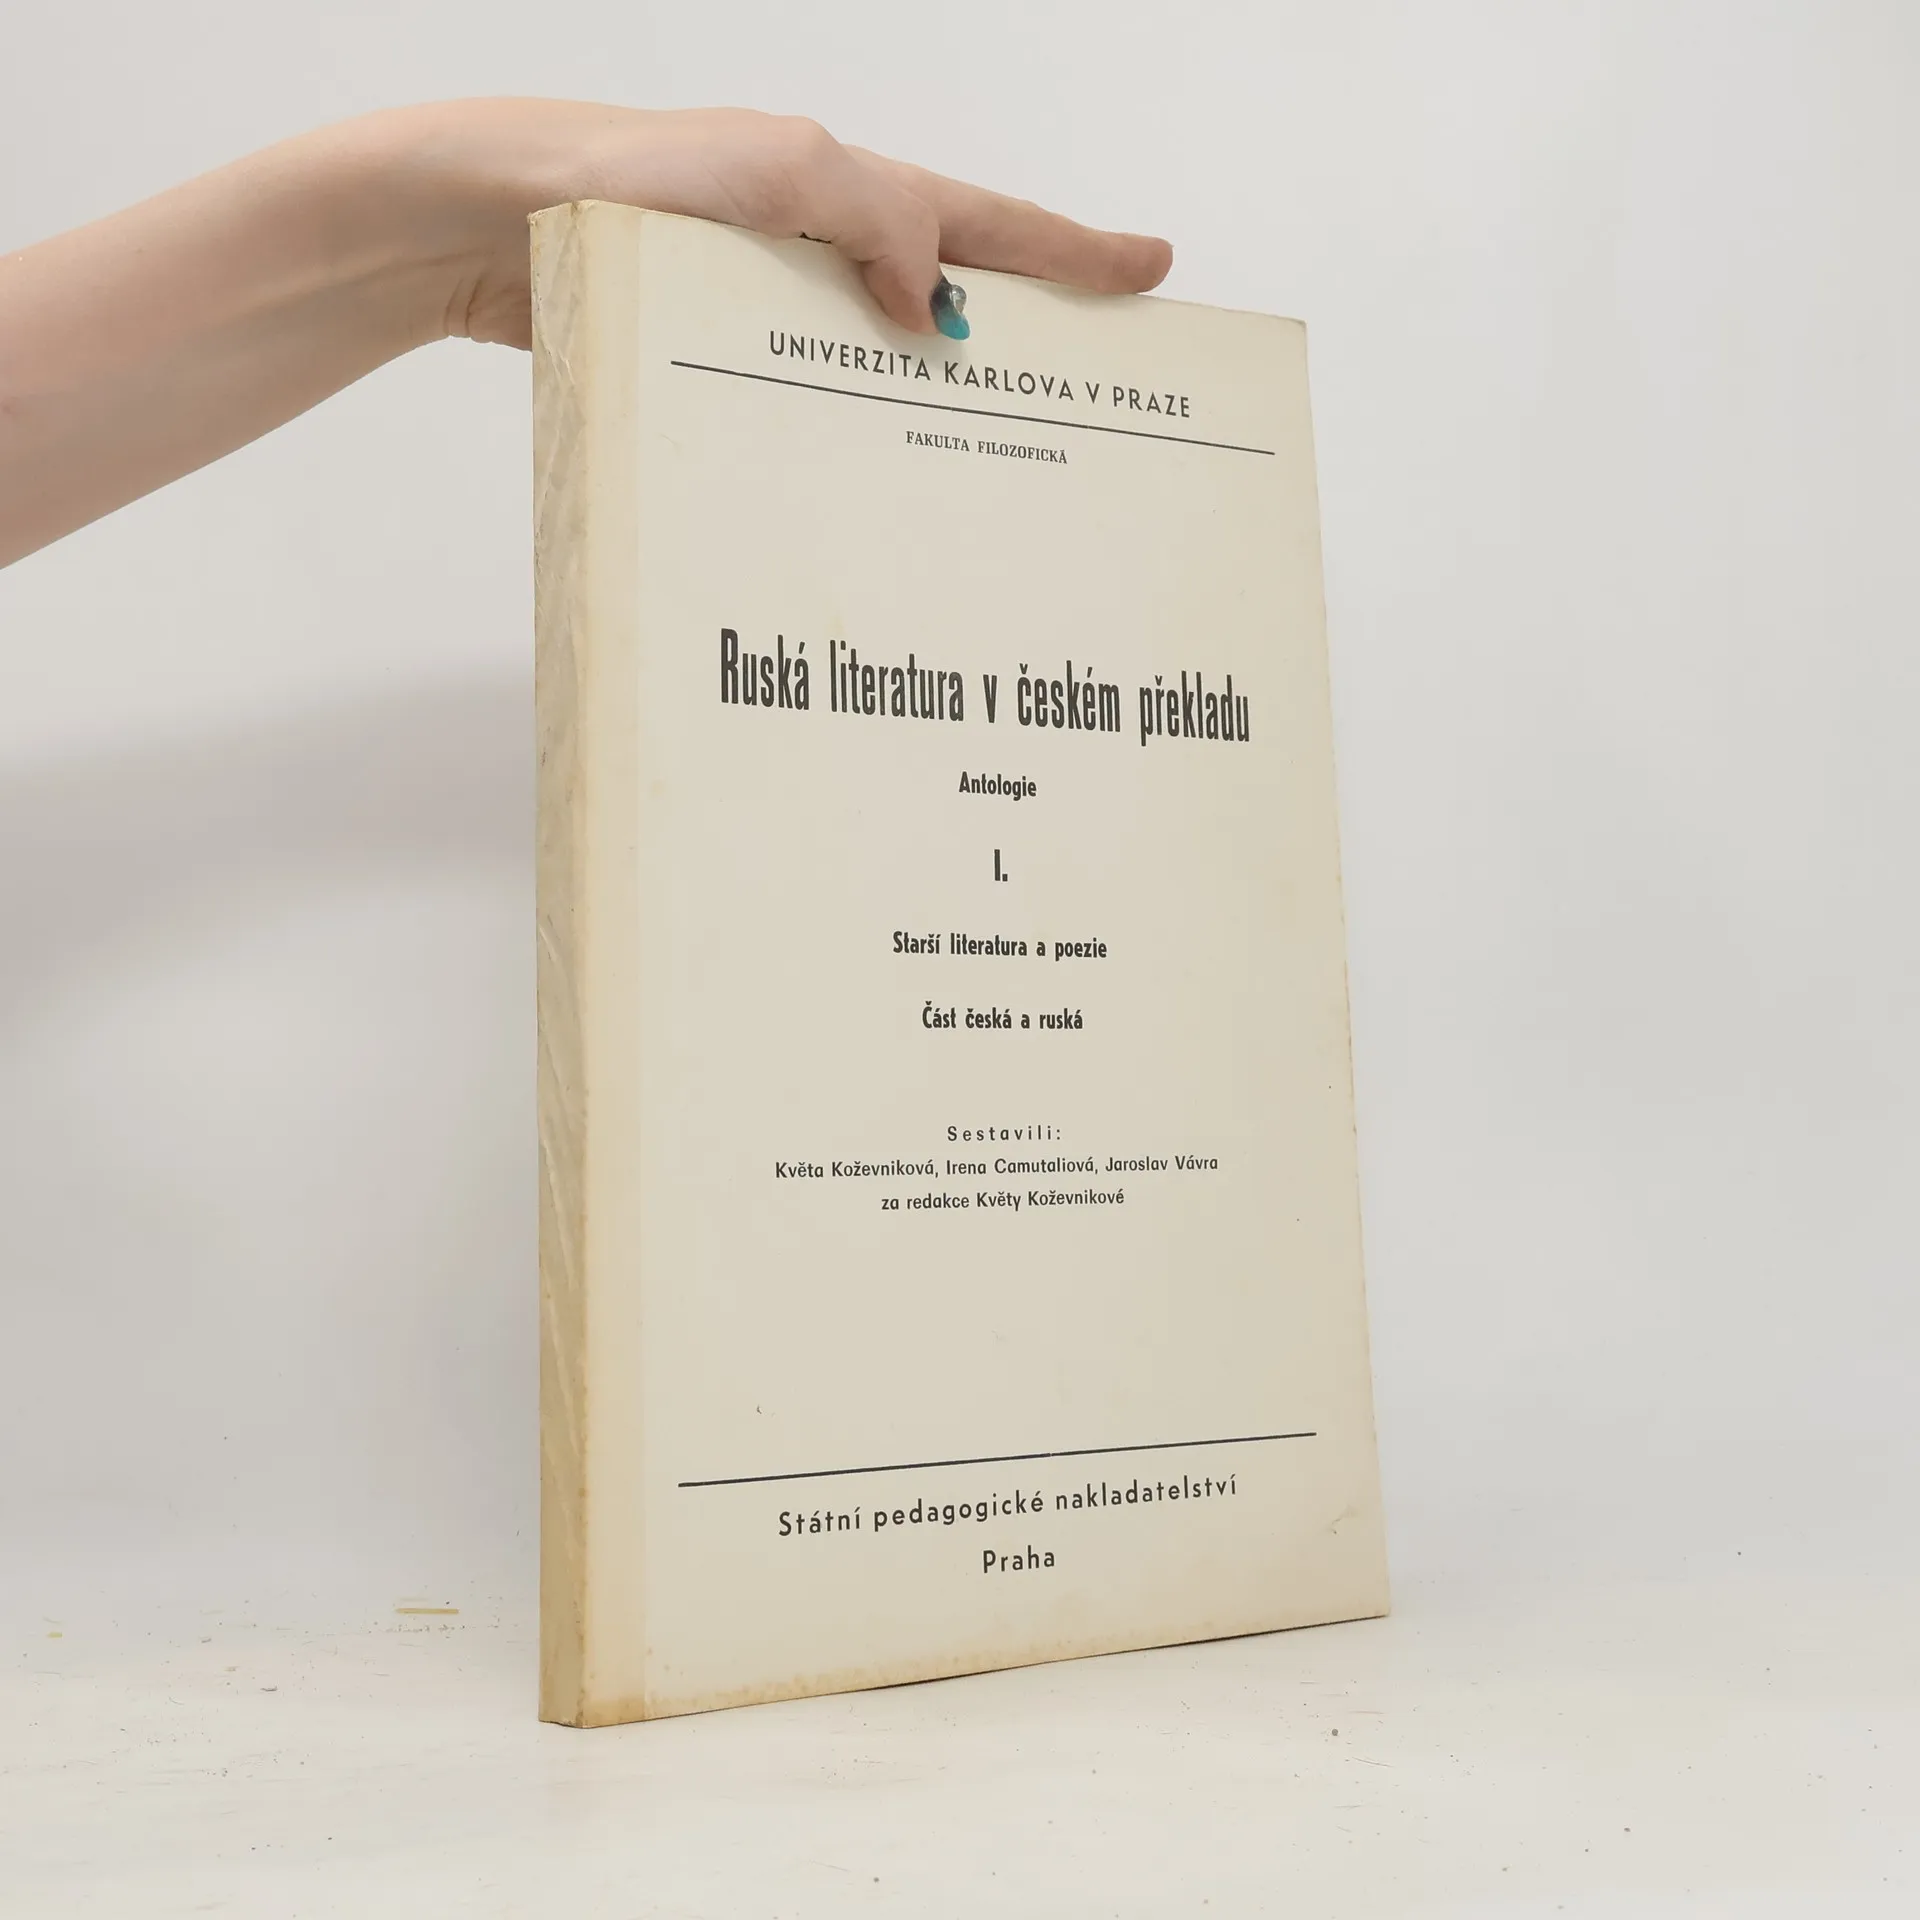 UNIVERZITA KARLOVA V PRAZE
FAKULTA FILOZOFICKÁ
Ruská literatura v českém překladu
Antologie
I.
Starší literatura a poezie
Část česká a ruská
Sestavili:
Květa Koževniková, Irena Camutaliová, Jaroslav Vávra
za redakce Květy Koževnikové
Státní pedagogické nakladatelství
Praha